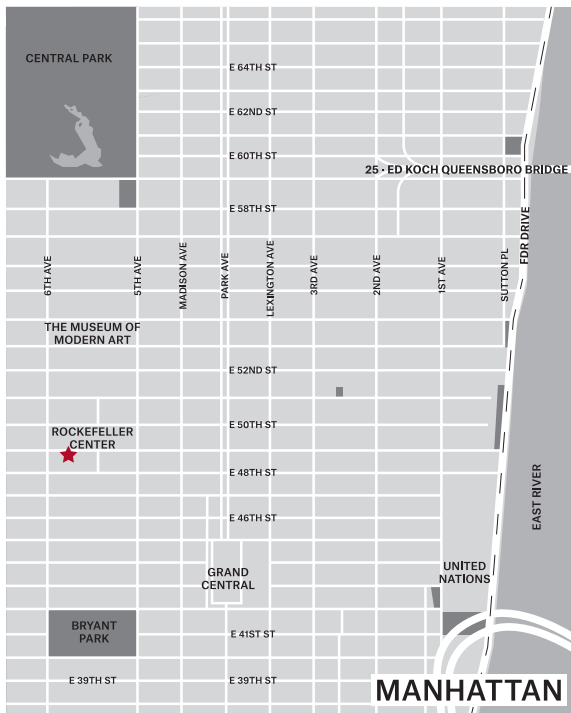 CENTRAL PARK
E 64TH ST
E 62ND ST
E 60TH ST
25 · ED KOCH QUEENSBORO BRIDGE
E 58TH ST
6TH AVE
5TH AVE
MADISON AVE
PARK AVE
LEXINGTON AVE
3RD AVE
2ND AVE
1ST AVE
SUTTON PL
FDR DRIVE
THE MUSEUM OF
MODERN ART
E 52ND ST
E 50TH ST
ROCKEFELLER
CENTER
E 48TH ST
EAST RIVER
E 46TH ST
GRAND
CENTRAL
UNITED
NATIONS
BRYANT
PARK
E 41ST ST
E 39TH ST
E 39TH ST
MANHATTAN